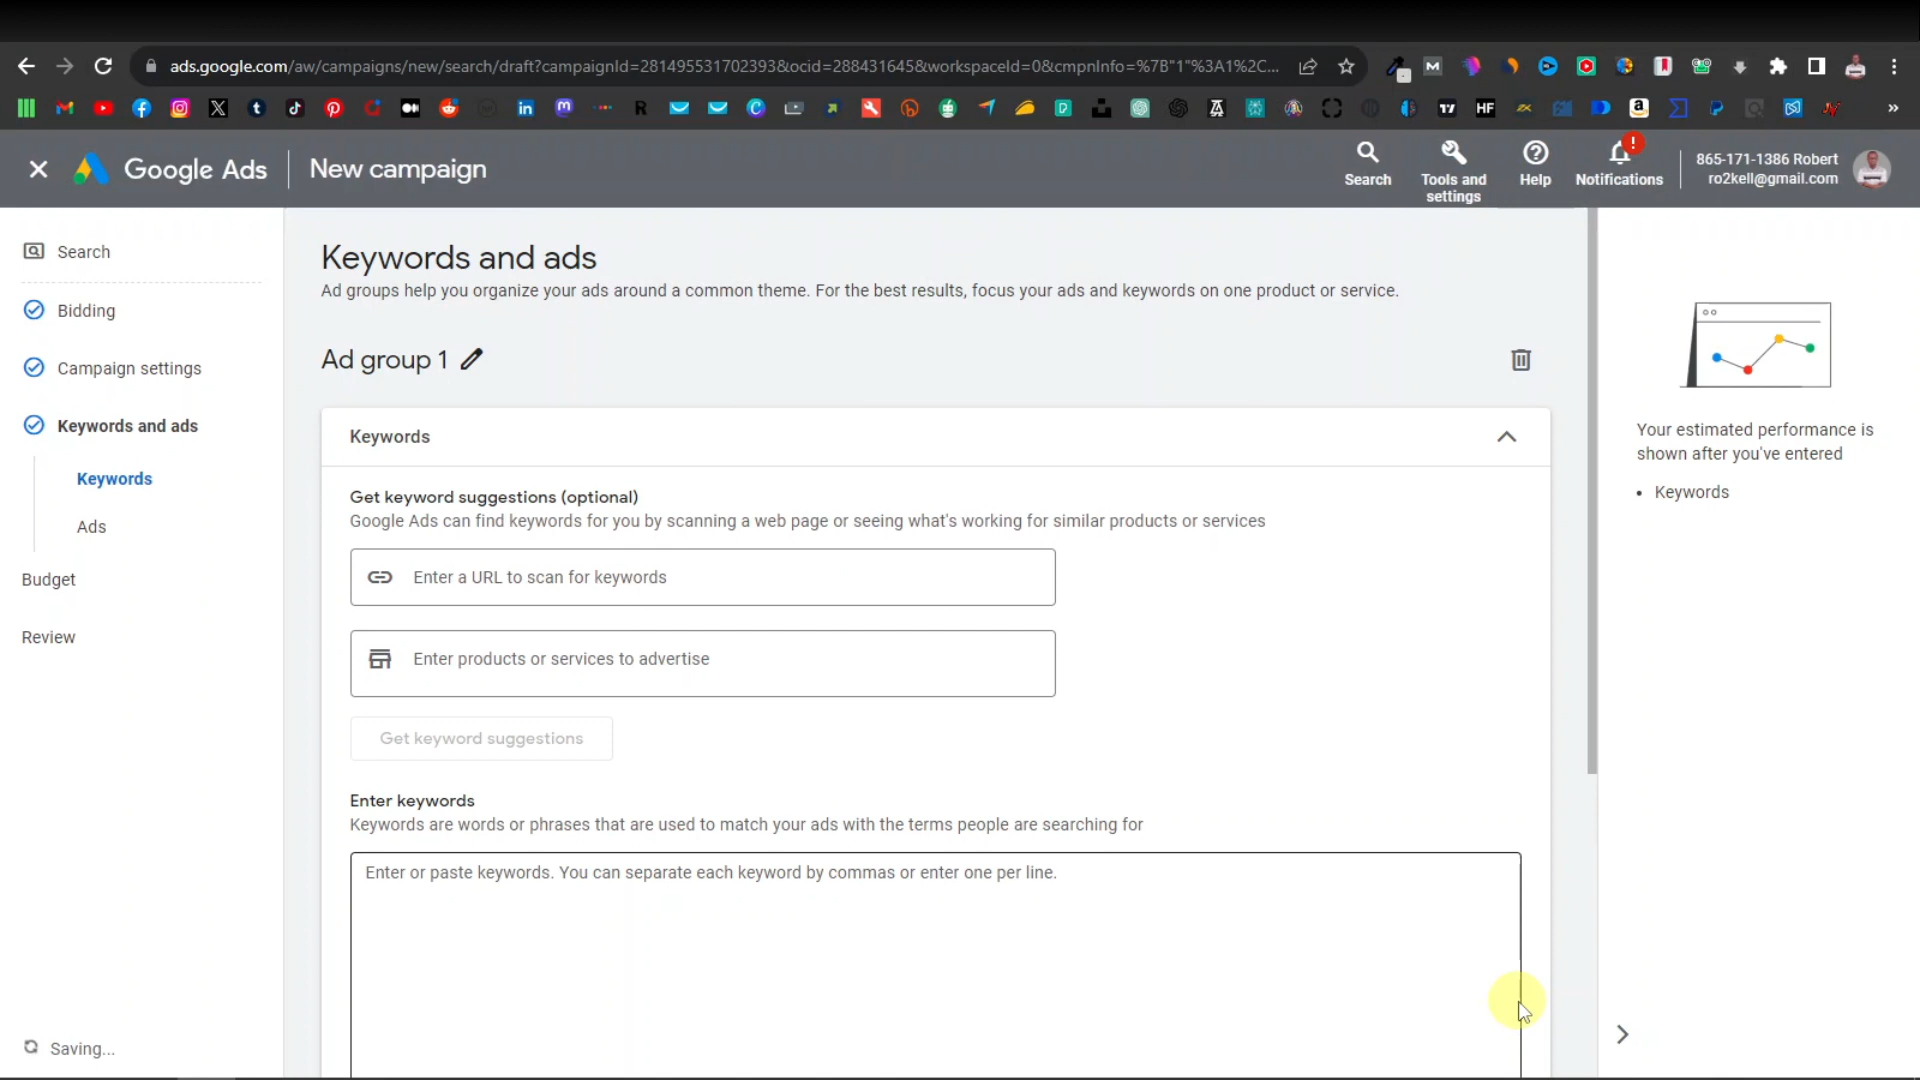 ads.google.com/aw/campaigns/new/search/draft?campaignId=281495531702393&ocid=288431645&workspaceId=0&cmpnInfo=%7B"1"%3A1%2C...
Google Ads
New campaign
Search
Tools and settings
Help
Notifications
865-171-1386 Robert
ro2kell@gmail.com
Search
Bidding
Campaign settings
Keywords and ads
Keywords
Ads
Budget
Review
Saving...
Keywords and ads
Ad groups help you organize your ads around a common theme. For the best results, focus your ads and keywords on one product or service.
Ad group 1
Keywords
Get keyword suggestions (optional)
Google Ads can find keywords for you by scanning a web page or seeing what's working for similar products or services
Enter a URL to scan for keywords
Enter products or services to advertise
Get keyword suggestions
Enter keywords
Keywords are words or phrases that are used to match your ads with the terms people are searching for
Enter or paste keywords. You can separate each keyword by commas or enter one per line.
Your estimated performance is
shown after you've entered
• Keywords